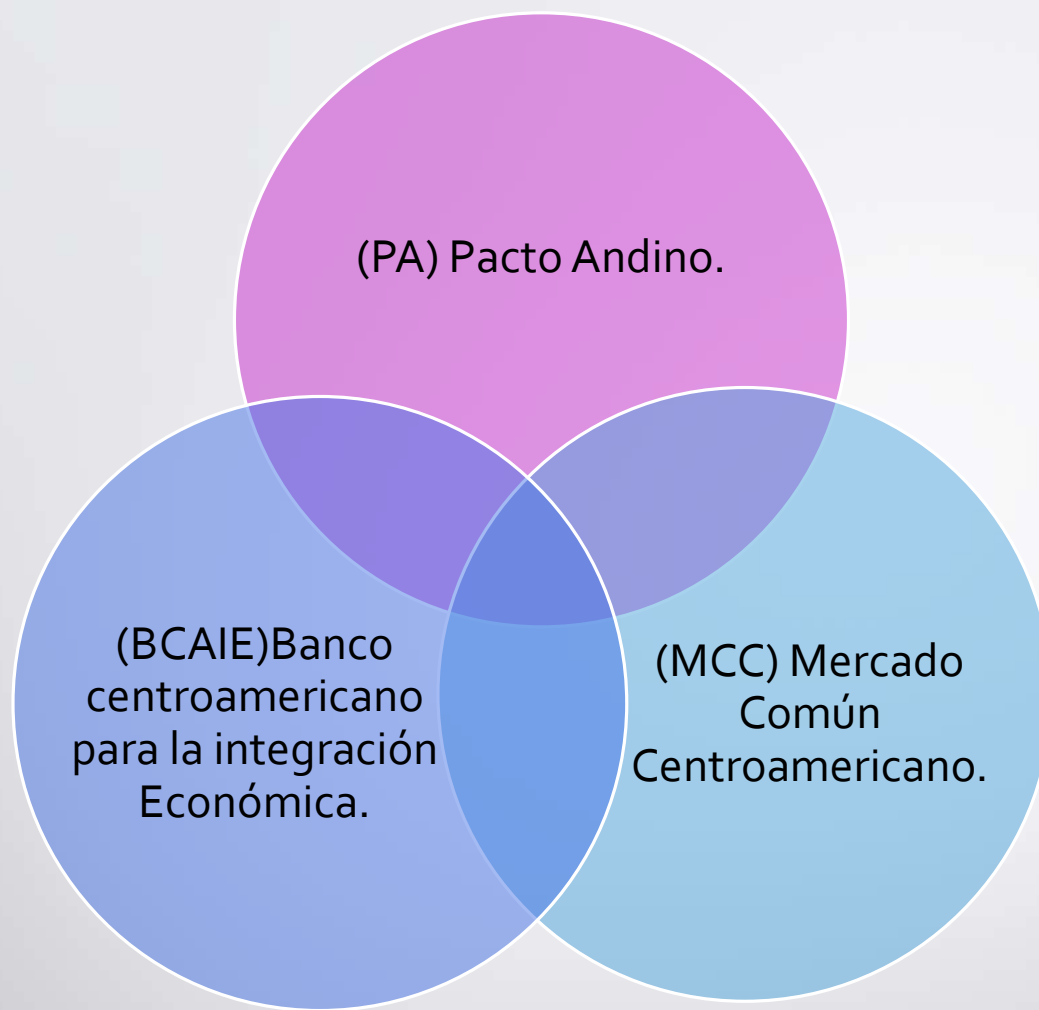 (PA) Pacto Andino.
(BCAIE)Banco
centroamericano
para la integración
Económica.
(MCC) Mercado
Común
Centroamericano.